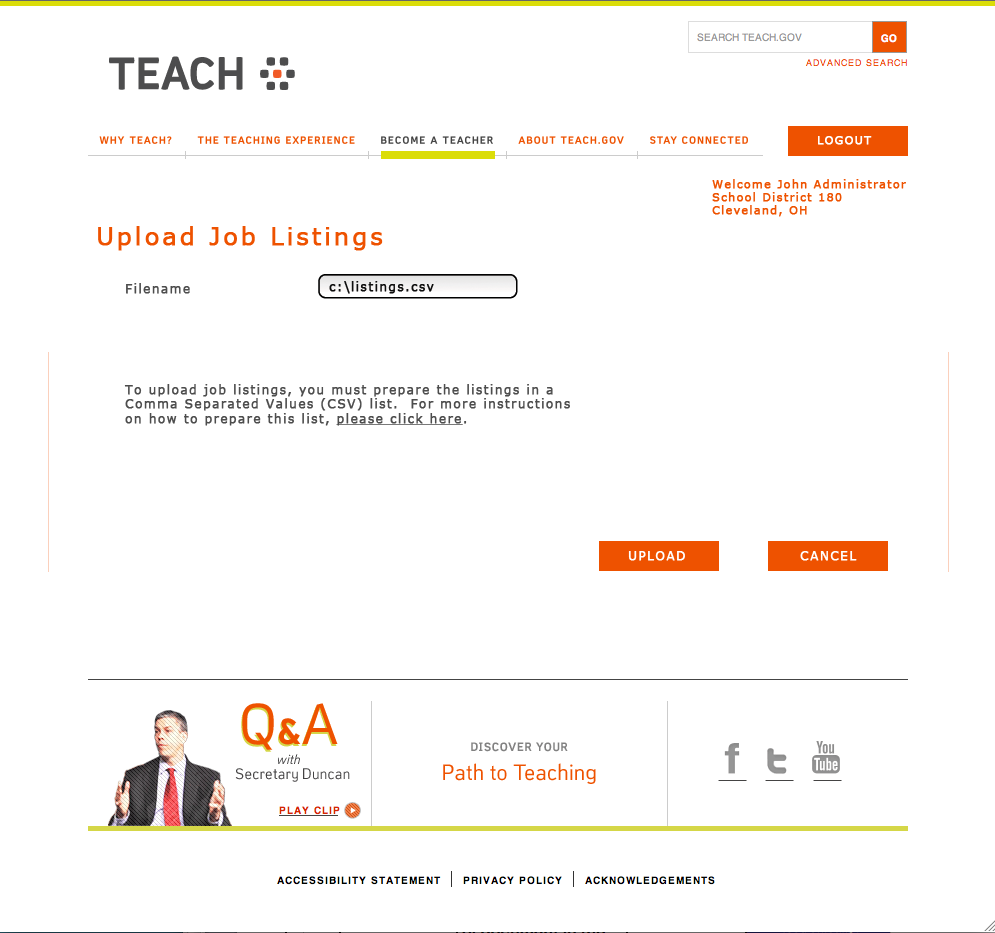 SEARCH TEACH.GOV
GO
ADVANCED SEARCH
TEACH
WHY TEACH?
THE TEACHING EXPERIENCE
BECOME A TEACHER
ABOUT TEACH.GOV
STAY CONNECTED
LOGOUT
Welcome John Administrator
School District 180
Cleveland, OH
Upload Job Listings
Filename
c:\listings.csv
To upload job listings, you must prepare the listings in a
Comma Separated Values (CSV) list. For more instructions
on how to prepare this list, please click here.
UPLOAD
CANCEL
Q&A
with
Secretary Duncan
PLAY CLIP
DISCOVER YOUR
Path to Teaching
f
t
You
Tube
ACCESSIBILITY STATEMENT
PRIVACY POLICY
ACKNOWLEDGEMENTS